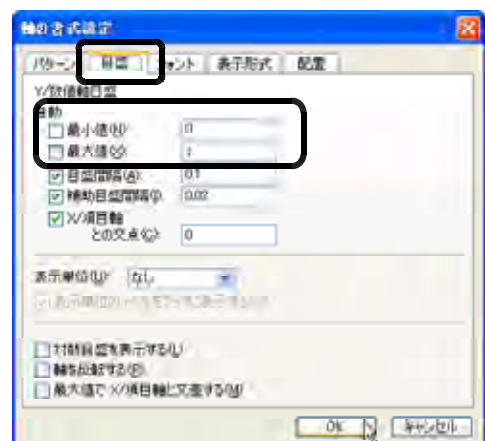 軸の書式設定
パターン 目盛 フォント 表示形式 配置
Y/数値軸目盛
自動
最小値(N): 0
最大値(X): 1
目盛間隔(A): 0.1
補助目盛間隔(I): 0.02
X/項目軸
との交点(C): 0
表示単位(U): なし
対数目盛を表示する(L)
軸を反転する(R)
最大値で X/項目軸と交差する(M)
OK キャンセル